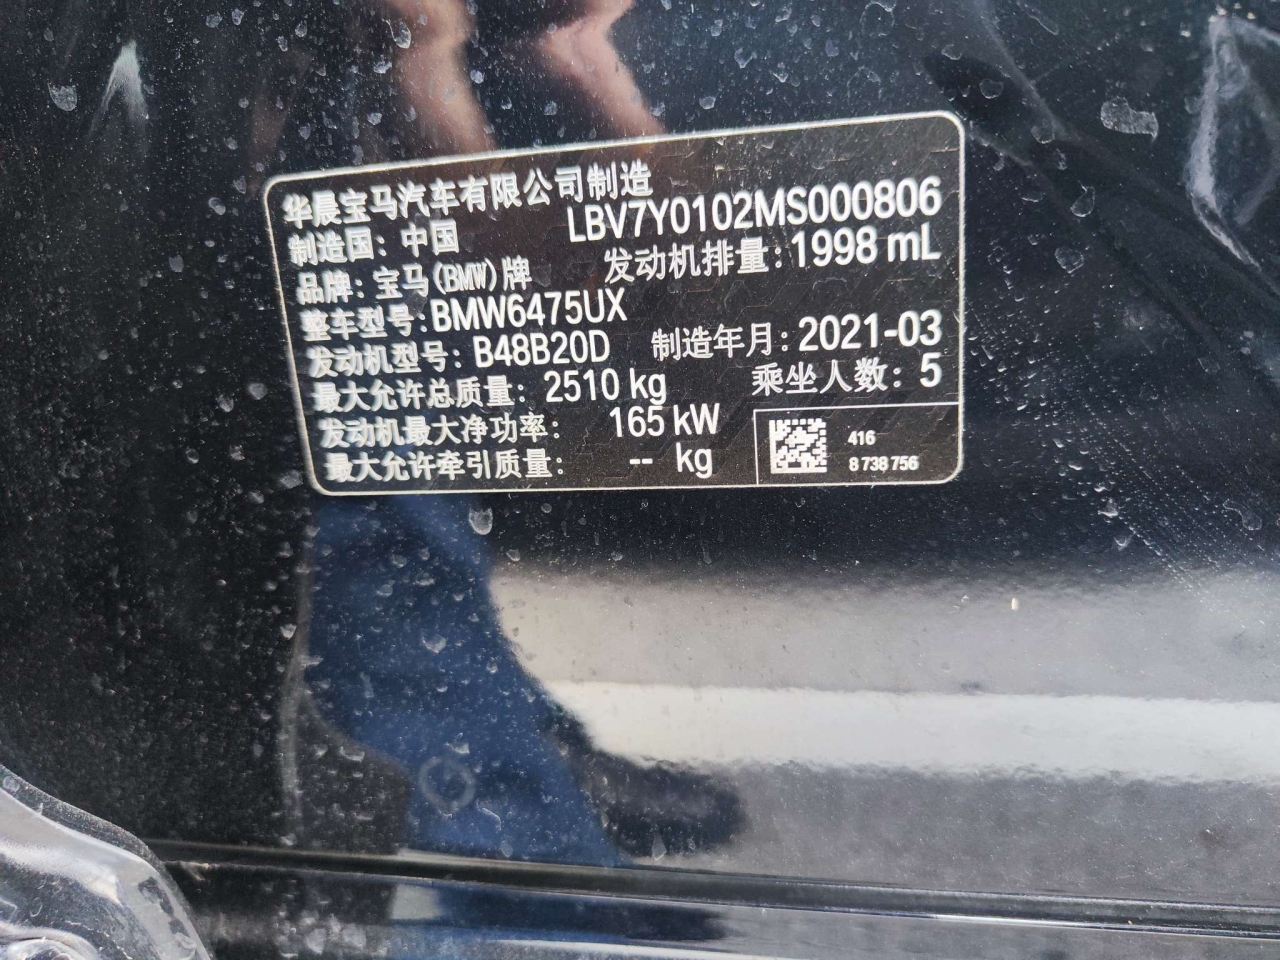 华晨宝马汽车有限公司制造
制造国：中国 LBV7Y0102MS000806
品牌：宝马(BMW)牌 发动机排量：1998 mL
整车型号：BMW6475UX
发动机型号：B48B20D 制造年月：2021-03
最大允许总质量：2510 kg 乘坐人数：5
发动机最大净功率：165 kW
最大允许牵引质量：-- kg
416
8 738 756